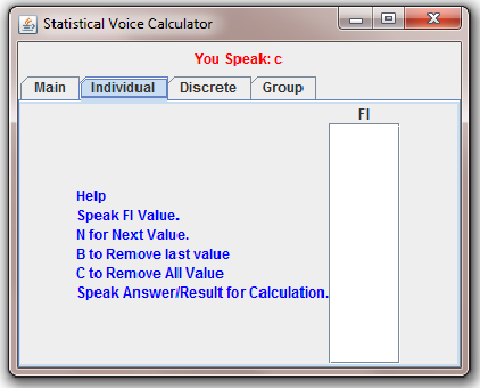 Statistical Voice Calculator
You Speak: c
Main Individual Discrete Group
FI
Help
Speak FI Value.
N for Next Value.
B to Remove last value
C to Remove All Value
Speak Answer/Result for Calculation.